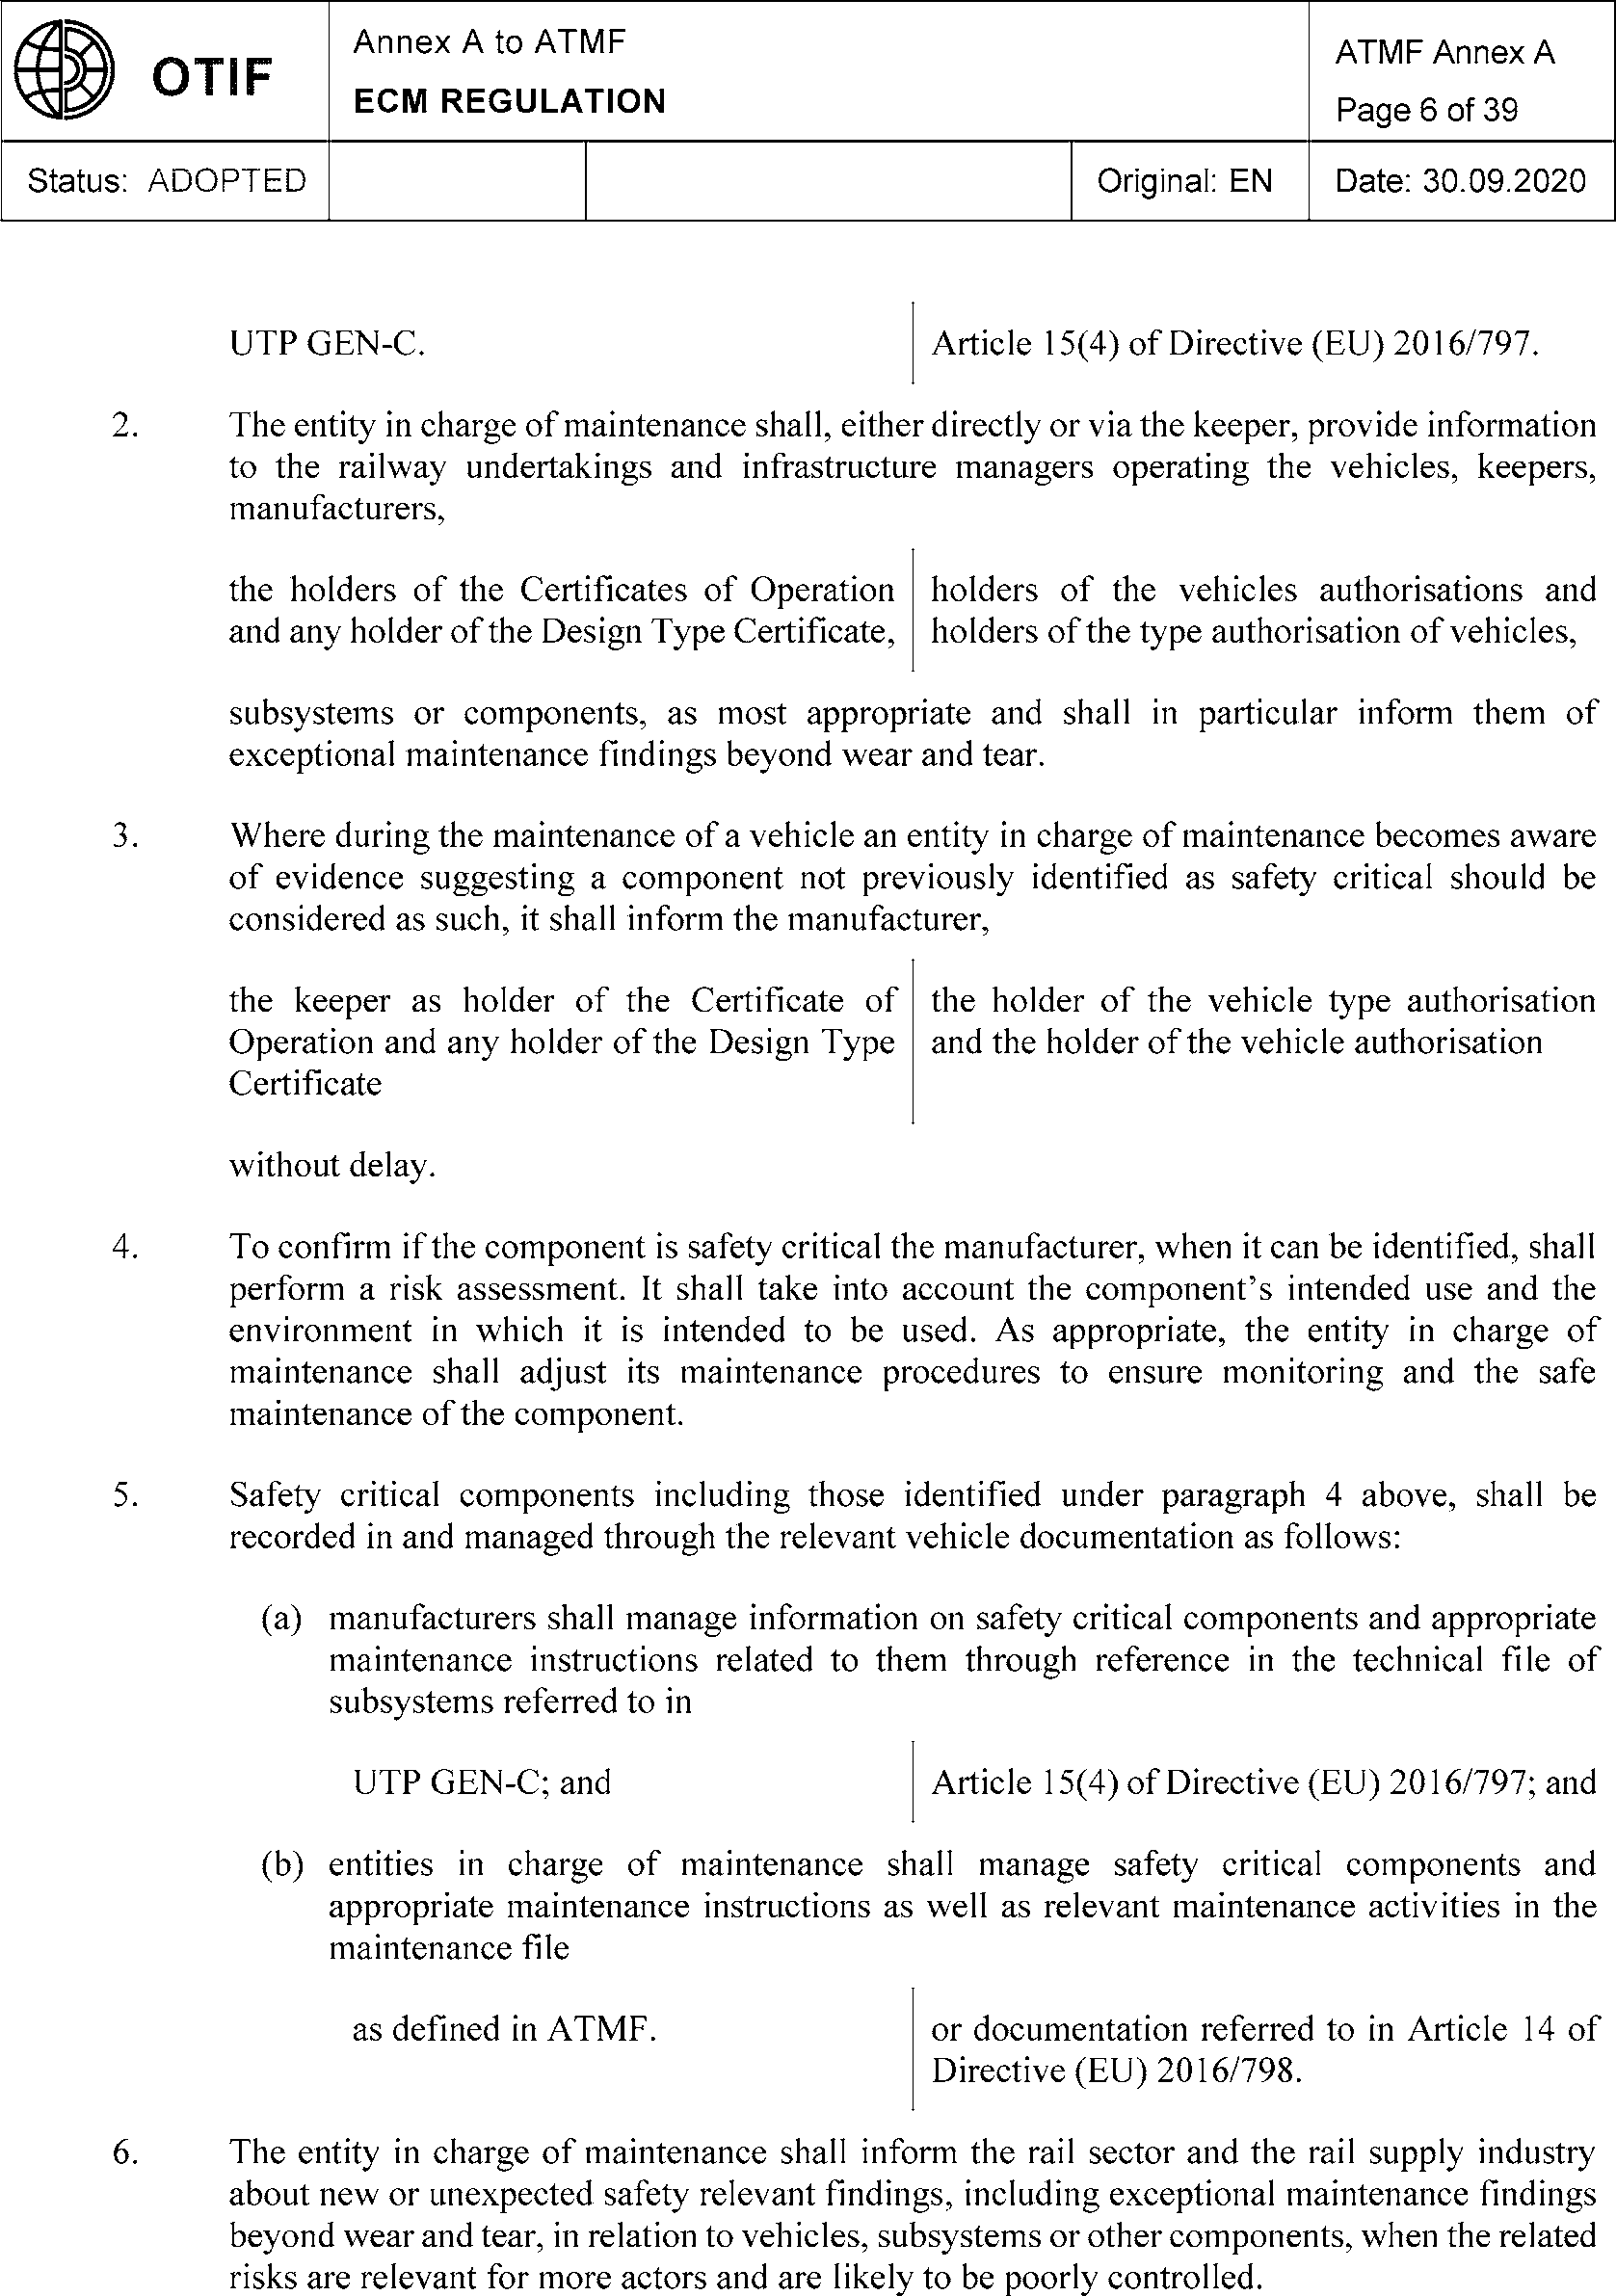 OTIF
Annex A to ATMF
ECM REGULATION
ATMF Annex A
Page 6 of 39
Status: ADOPTED
Original: EN
Date: 30.09.2020
UTP GEN-C.
Article 15(4) of Directive (EU) 2016/797.
2. The entity in charge of maintenance shall, either directly or via the keeper, provide information
to the railway undertakings and infrastructure managers operating the vehicles, keepers,
manufacturers,
the holders of the Certificates of Operation
and any holder of the Design Type Certificate,
holders of the vehicles authorisations and
holders of the type authorisation of vehicles,
subsystems or components, as most appropriate and shall in particular inform them of
exceptional maintenance findings beyond wear and tear.
3. Where during the maintenance of a vehicle an entity in charge of maintenance becomes aware
of evidence suggesting a component not previously identified as safety critical should be
considered as such, it shall inform the manufacturer,
the keeper as holder of the Certificate of
Operation and any holder of the Design Type
Certificate
the holder of the vehicle type authorisation
and the holder of the vehicle authorisation
without delay.
4. To confirm if the component is safety critical the manufacturer, when it can be identified, shall
perform a risk assessment. It shall take into account the component’s intended use and the
environment in which it is intended to be used. As appropriate, the entity in charge of
maintenance shall adjust its maintenance procedures to ensure monitoring and the safe
maintenance of the component.
5. Safety critical components including those identified under paragraph 4 above, shall be
recorded in and managed through the relevant vehicle documentation as follows:
(a) manufacturers shall manage information on safety critical components and appropriate
maintenance instructions related to them through reference in the technical file of
subsystems referred to in
UTP GEN-C; and
Article 15(4) of Directive (EU) 2016/797; and
(b) entities in charge of maintenance shall manage safety critical components and
appropriate maintenance instructions as well as relevant maintenance activities in the
maintenance file
as defined in ATMF.
or documentation referred to in Article 14 of
Directive (EU) 2016/798.
6. The entity in charge of maintenance shall inform the rail sector and the rail supply industry
about new or unexpected safety relevant findings, including exceptional maintenance findings
beyond wear and tear, in relation to vehicles, subsystems or other components, when the related
risks are relevant for more actors and are likely to be poorly controlled.